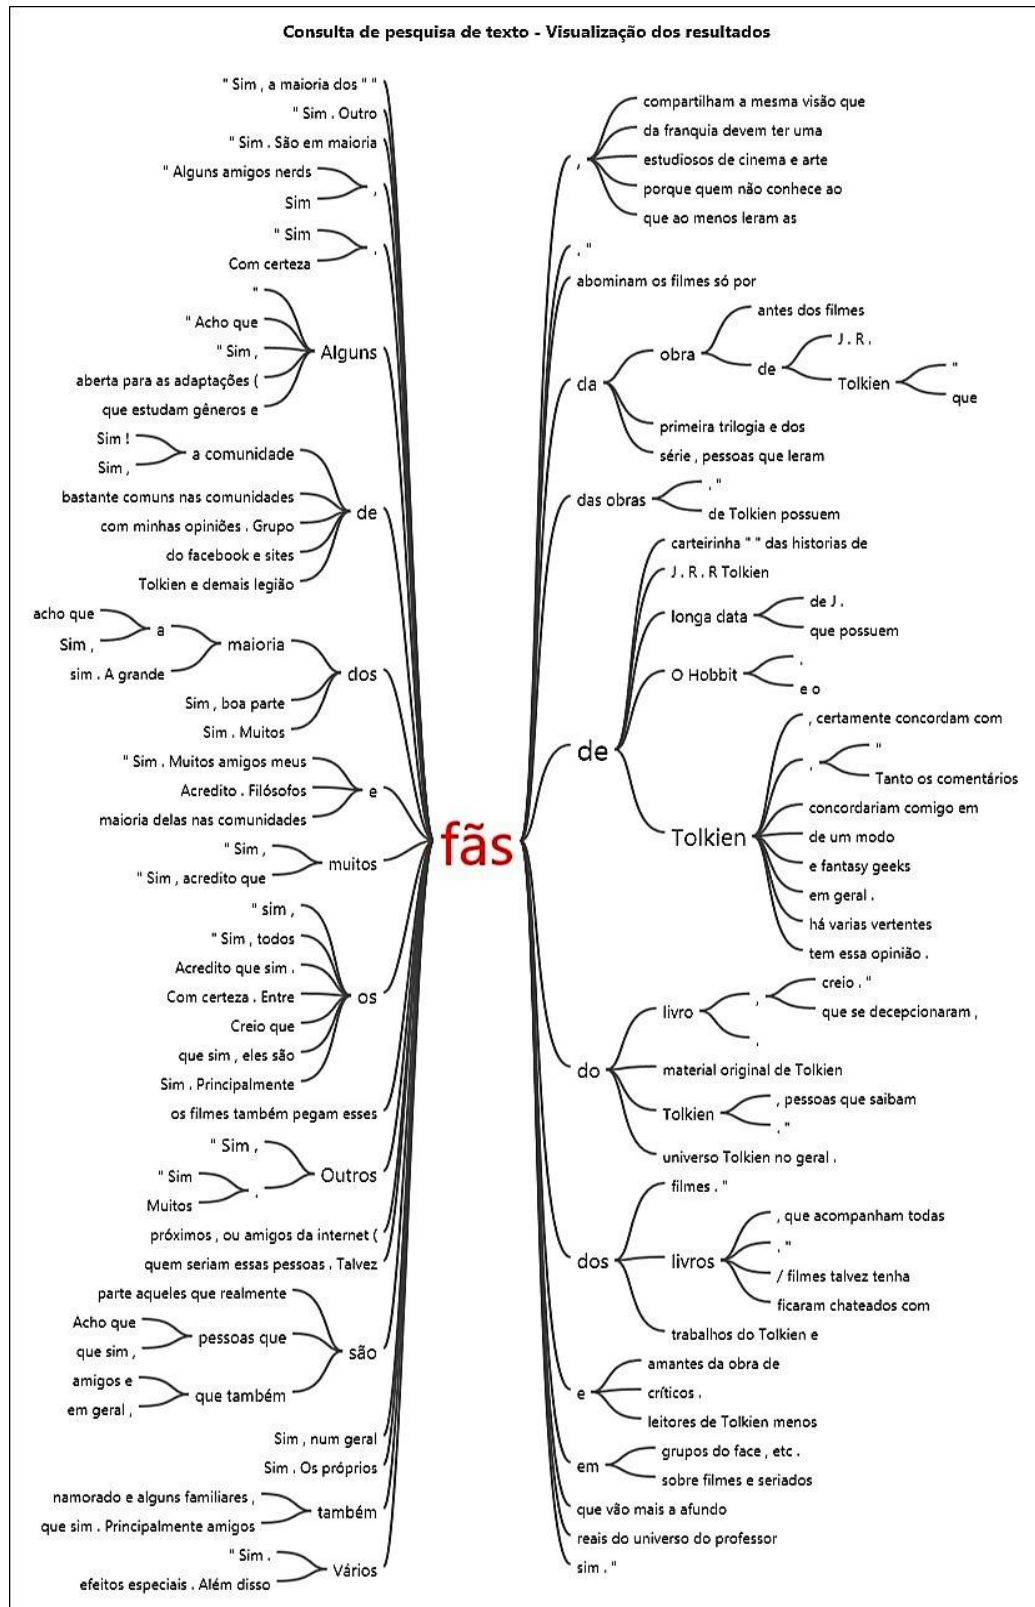 Consulta de pesquisa de texto - Visualização dos resultados
" Sim , a maioria dos " "
" Sim . Outro
" Sim . São em maioria
" Alguns amigos nerds
Sim
,
" Sim
Com certeza
.
"
" Acho que
" Sim ,
aberta para as adaptações (
que estudam gêneros e
Alguns
Sim !
Sim ,
a comunidade
bastante comuns nas comunidades
com minhas opiniões . Grupo
do facebook e sites
Tolkien e demais legião
de
acho que
Sim ,
a
sim . A grande
maioria
Sim , boa parte
Sim . Muitos
dos
" Sim . Muitos amigos meus
Acredito . Filósofos
maioria delas nas comunidades
e
" Sim ,
" Sim , acredito que
muitos
" sim ,
" Sim , todos
Acredito que sim .
Com certeza . Entre
Creio que
que sim , eles são
Sim . Principalmente
os
os filmes também pegam esses
" Sim ,
" Sim
Muitos
.
Outros
próximos , ou amigos da internet (
quem seriam essas pessoas . Talvez
parte aqueles que realmente
Acho que
que sim ,
pessoas que
amigos e
em geral ,
que também
são
Sim , num geral
Sim . Os próprios
namorado e alguns familiares ,
que sim . Principalmente amigos
também
" Sim .
efeitos especiais . Além disso
Vários
fãs
,
compartilham a mesma visão que
da franquia devem ter uma
estudiosos de cinema e arte
porque quem não conhece ao
que ao menos leram as
. "
abominam os filmes só por
da
obra
antes dos filmes
de
J . R .
Tolkien
"
que
primeira trilogia e dos
série , pessoas que leram
das obras
. "
de Tolkien possuem
de
carteirinha " " das historias de
J . R . R Tolkien
longa data
de J .
que possuem
O Hobbit
.
e o
Tolkien
, certamente concordam com
.
"
Tanto os comentários
concordariam comigo em
de um modo
e fantasy geeks
em geral .
há varias vertentes
tem essa opinião .
do
livro
,
creio . "
que se decepcionaram ,
.
material original de Tolkien
Tolkien
, pessoas que saibam
. "
universo Tolkien no geral .
dos
filmes . "
livros
, que acompanham todas
. "
/ filmes talvez tenha
ficaram chateados com
trabalhos do Tolkien e
e
amantes da obra de
críticos .
leitores de Tolkien menos
em
grupos do face , etc .
sobre filmes e seriados
que vão mais a afundo
reais do universo do professor
sim . "